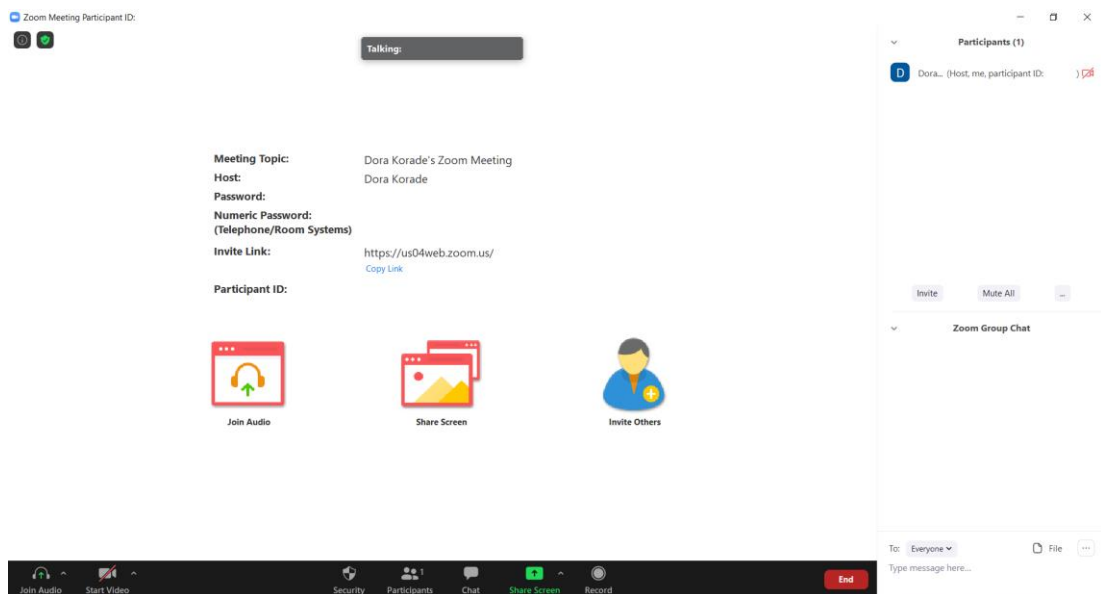 Zoom Meeting Participant ID:
Talking:
Meeting Topic: Dora Korade's Zoom Meeting
Host: Dora Korade
Password:
Numeric Password:
(Telephone/Room Systems)
Invite Link: https://us04web.zoom.us/
Copy Link
Participant ID:
Join Audio Share Screen Invite Others
Participants (1)
D Dora... (Host, me, participant ID: )
Invite Mute All ...
Zoom Group Chat
To: Everyone File ...
Type message here...
1
Join Audio Start Video Security Participants Chat Share Screen Record End